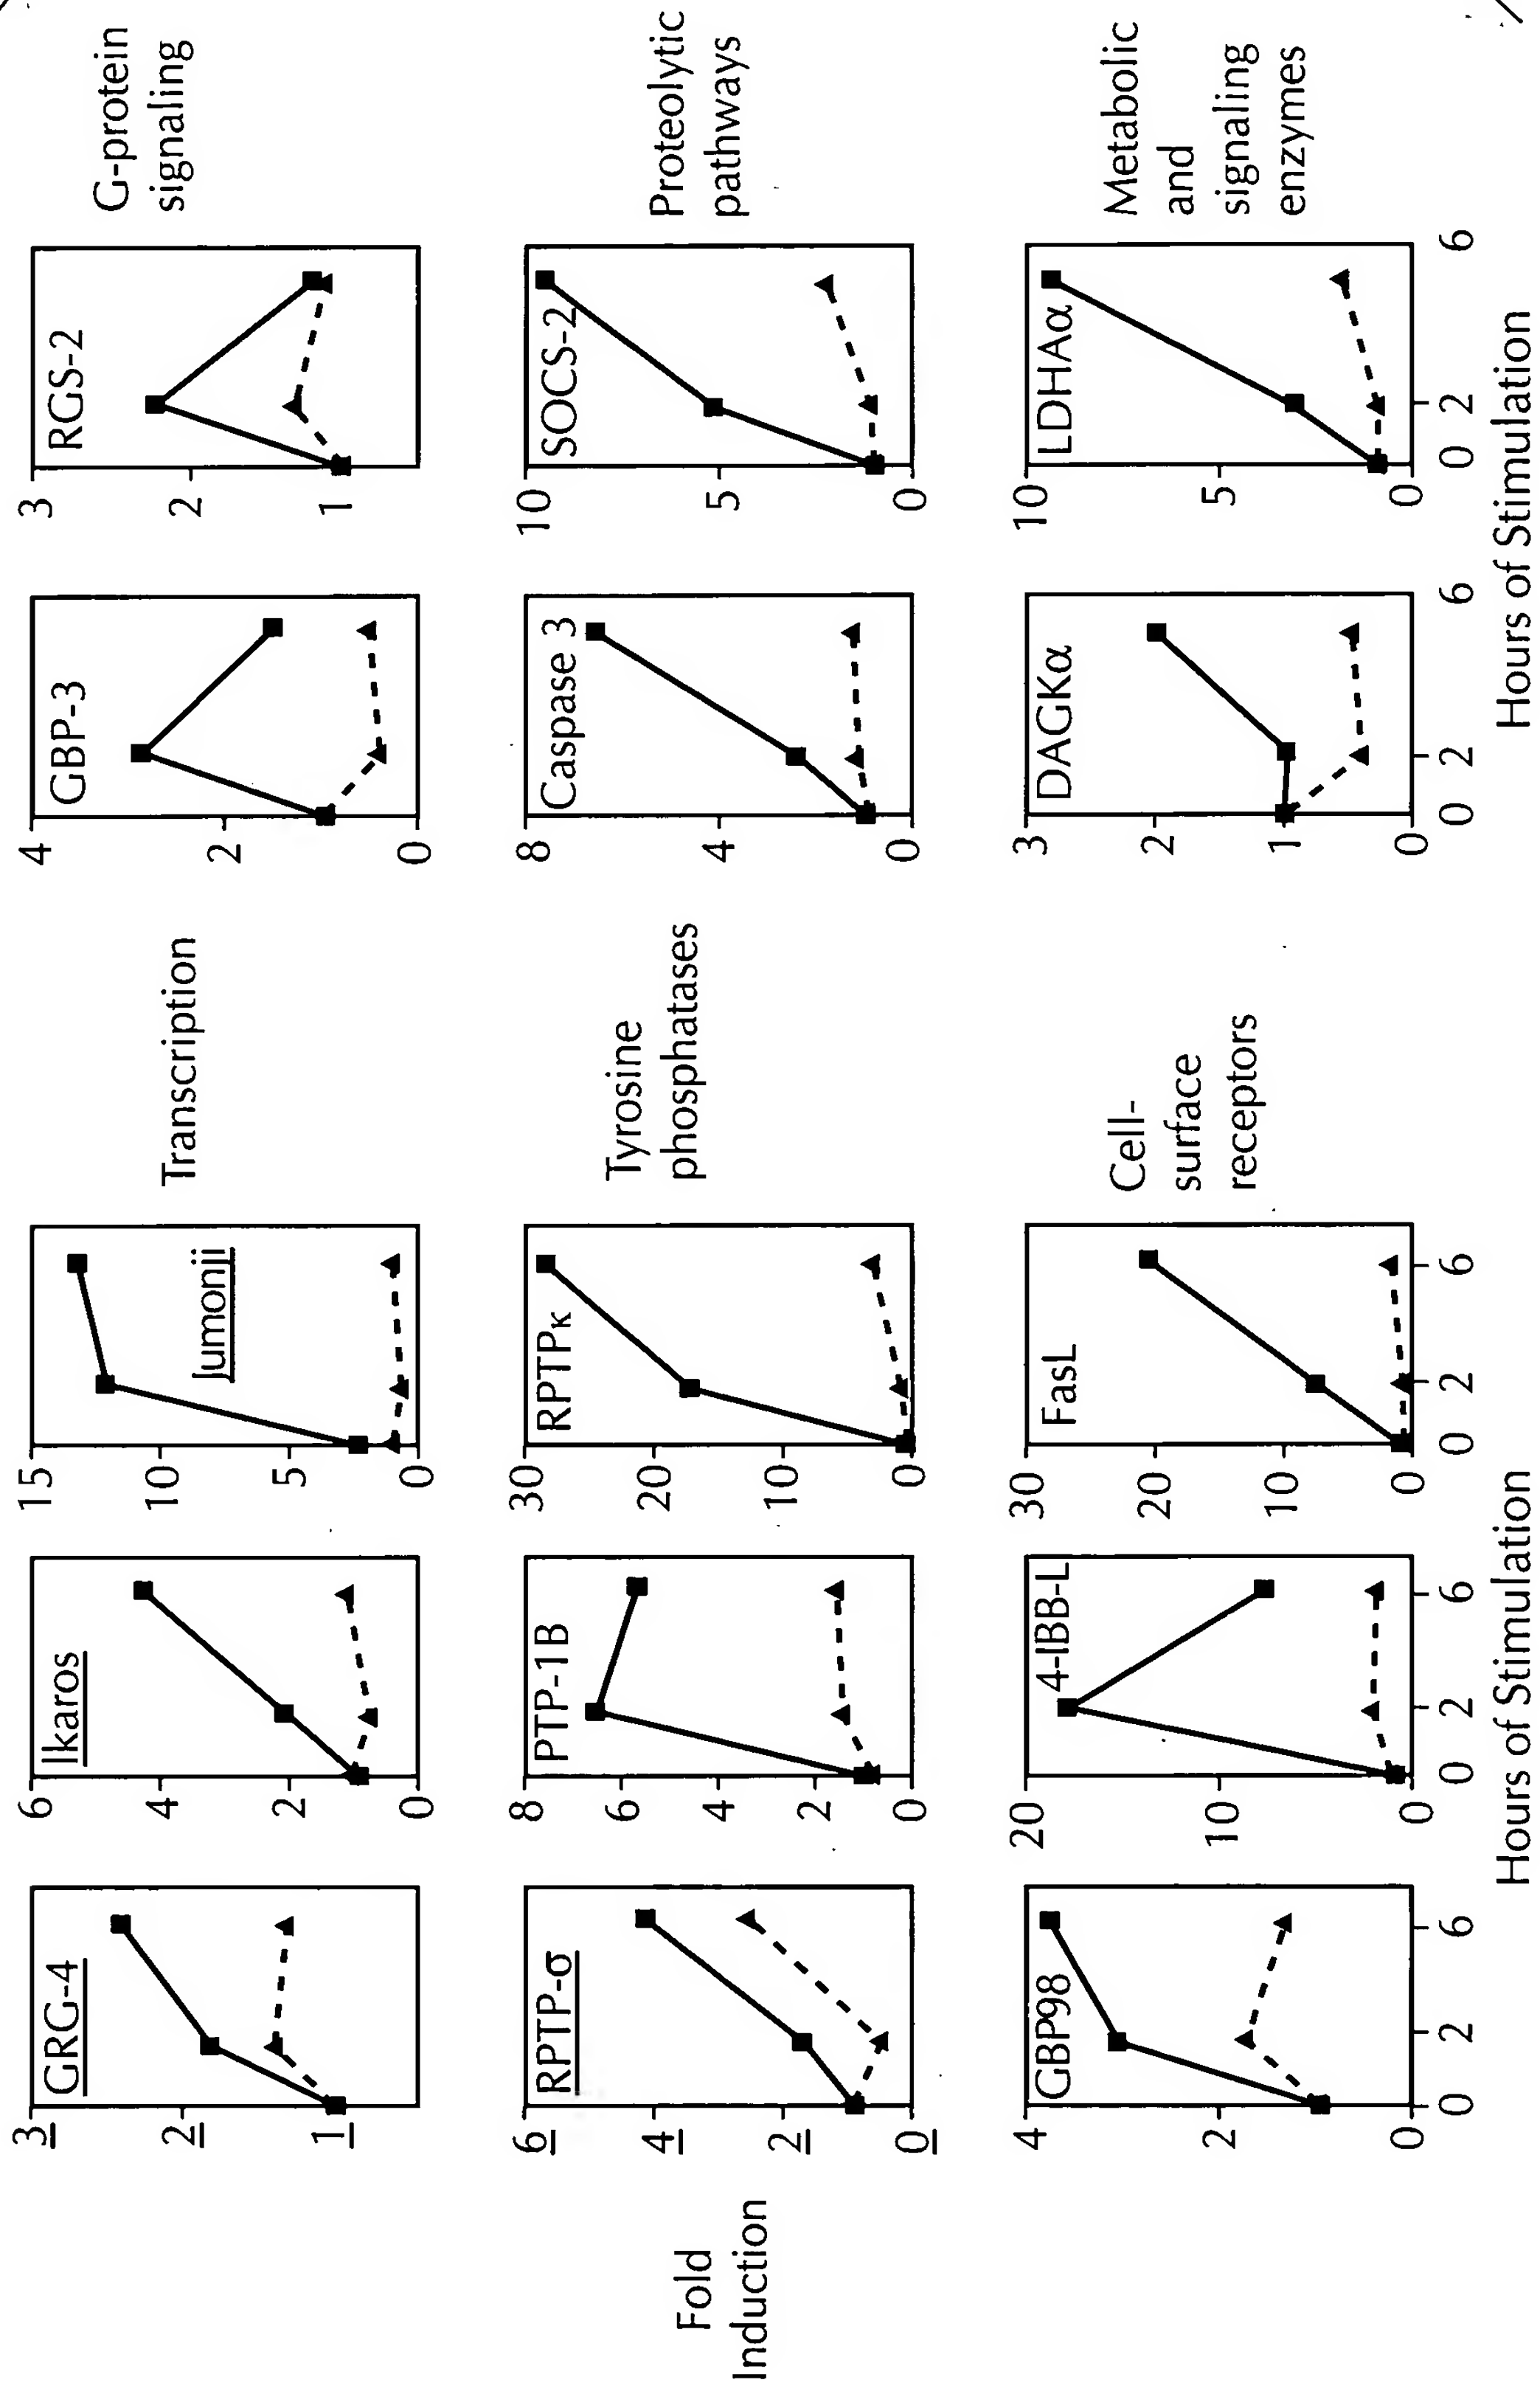 GRG-4
3
2
1
Ikaros
6
4
2
0
Jumonji
15
10
5
0
Transcription
GBP-3
4
2
0
RGS-2
3
2
1
G-protein
signaling
Fold
Induction
RPTP-σ
6
4
2
0
PTP-1B
8
6
4
2
0
RPTPκ
30
20
10
0
Tyrosine
phosphatases
Caspase 3
8
4
0
SOCS-2
10
5
0
Proteolytic
pathways
GBP98
4
2
0
0 2 6
4-IBB-L
20
10
0
0 2 6
FasL
30
20
10
0
0 2 6
Cell-
surface
receptors
DAGKα
3
2
1
0
0 2 6
LDHAα
10
5
0
0 2 6
Metabolic
and
signaling
enzymes
Hours of Stimulation
Hours of Stimulation